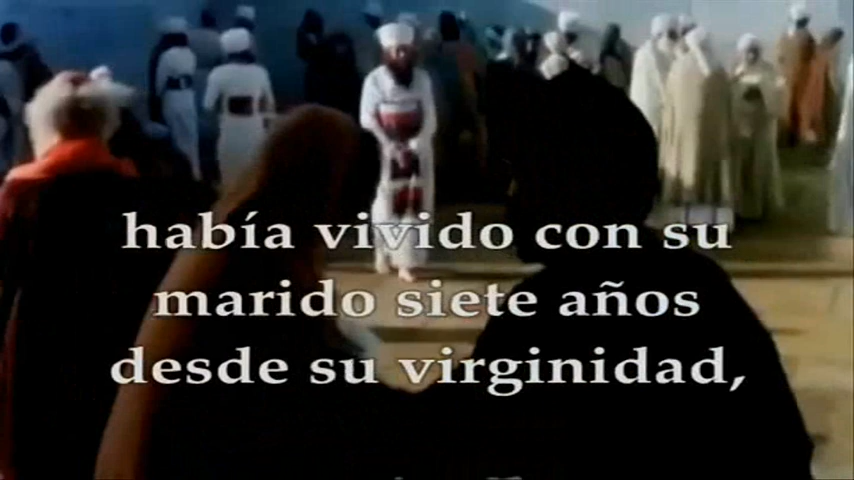 había vivido con su
marido siete años
desde su virginidad,